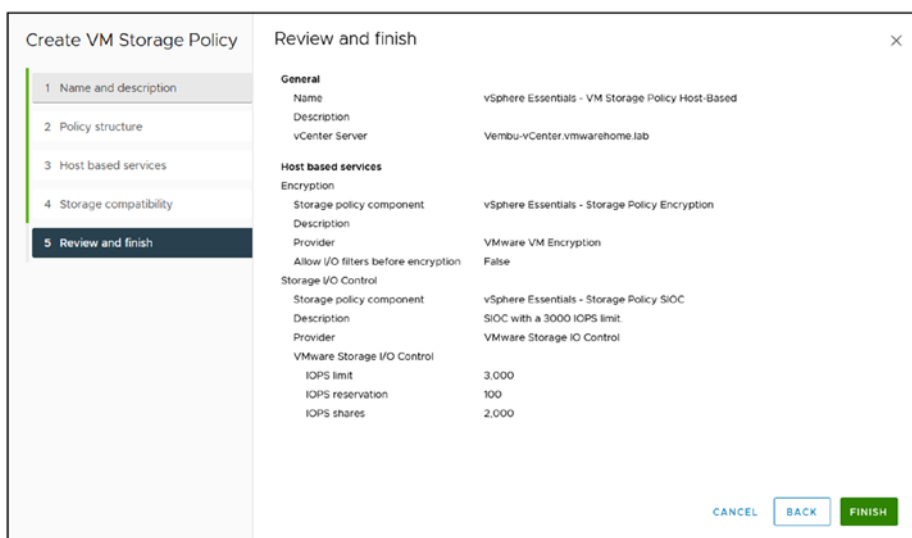 Create VM Storage Policy
1 Name and description
2 Policy structure
3 Host based services
4 Storage compatibility
5 Review and finish
Review and finish
General
Name vSphere Essentials - VM Storage Policy Host-Based
Description
vCenter Server Vembu-vCenter.vmwarehome.lab
Host based services
Encryption
Storage policy component vSphere Essentials - Storage Policy Encryption
Description
Provider VMware VM Encryption
Allow I/O filters before encryption False
Storage I/O Control
Storage policy component vSphere Essentials - Storage Policy SIOC
Description SIOC with a 3000 IOPS limit.
Provider VMware Storage IO Control
VMware Storage I/O Control
IOPS limit 3,000
IOPS reservation 100
IOPS shares 2,000
CANCEL BACK FINISH